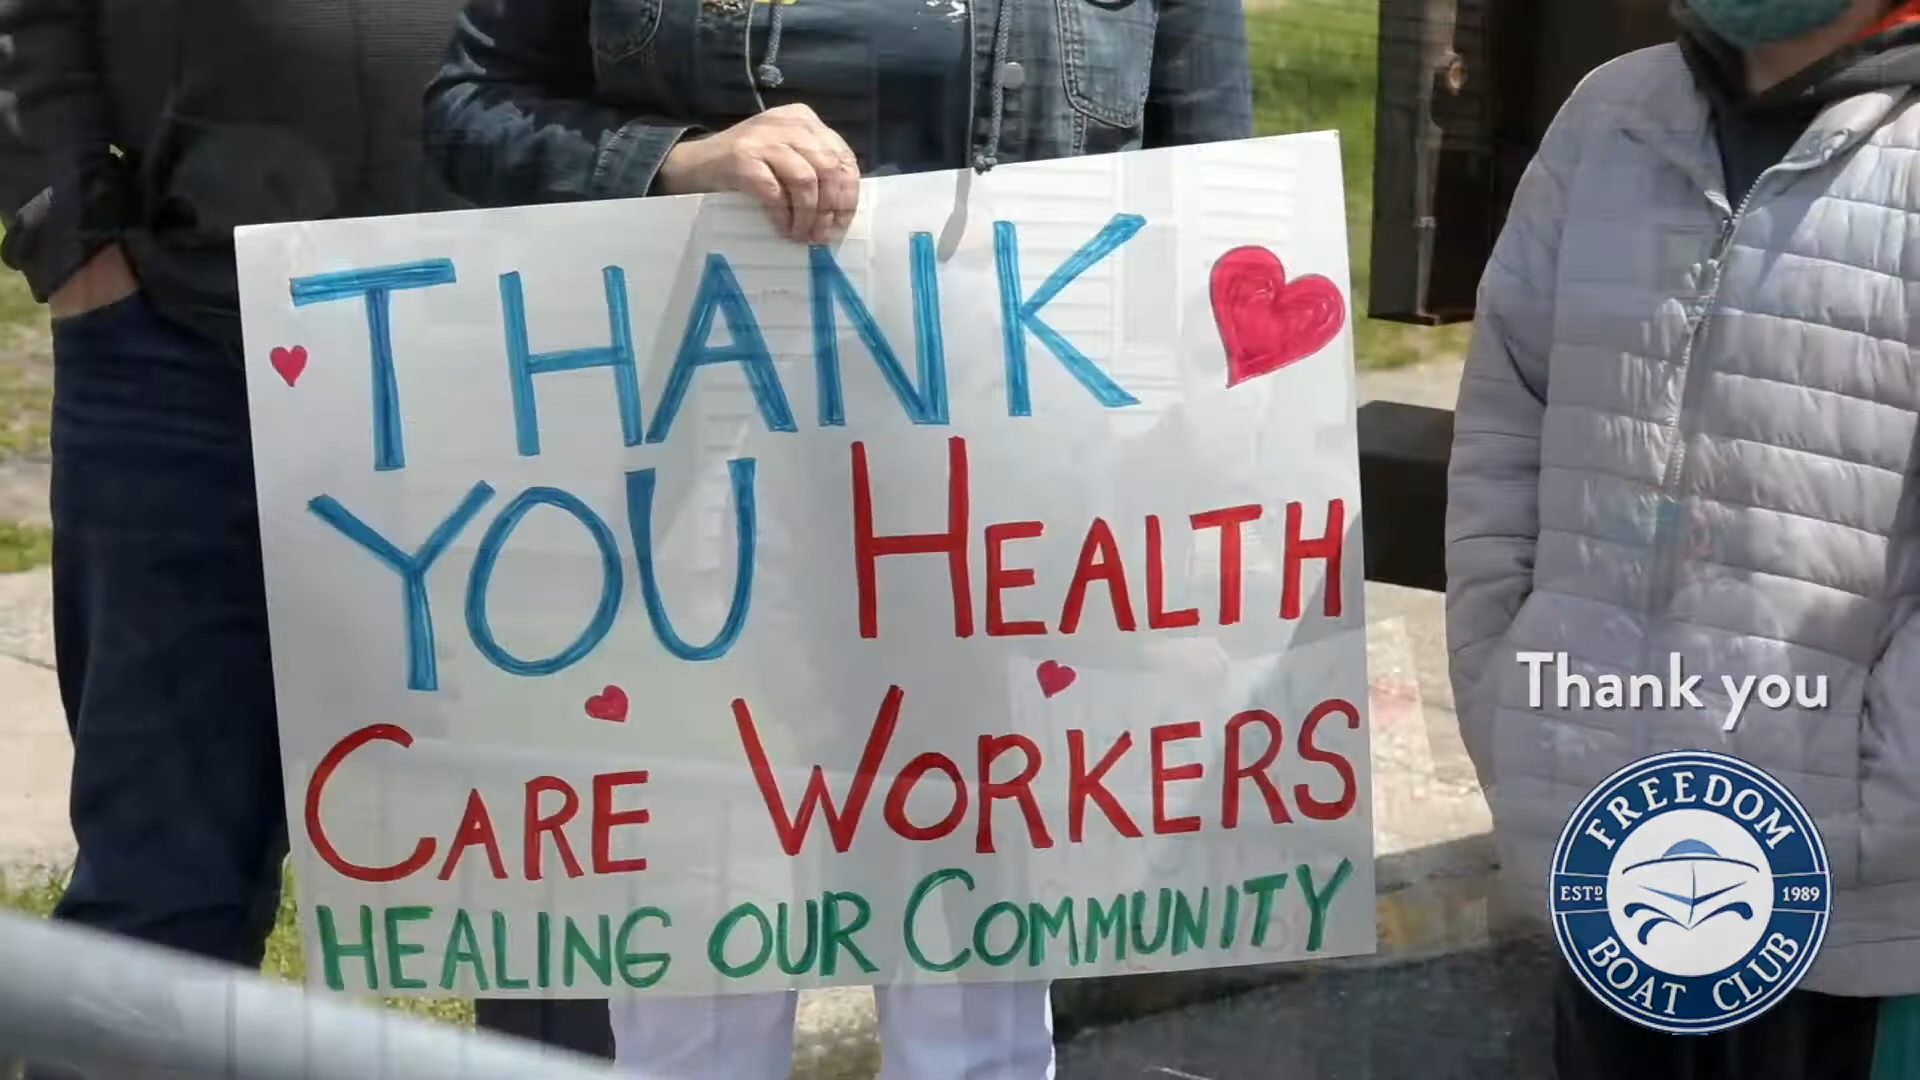 THANK
YOU HEALTH
CARE WORKERS
HEALING OUR COMMUNITY
Thank you
FREEDOM
ESTD 1989
BOAT CLUB